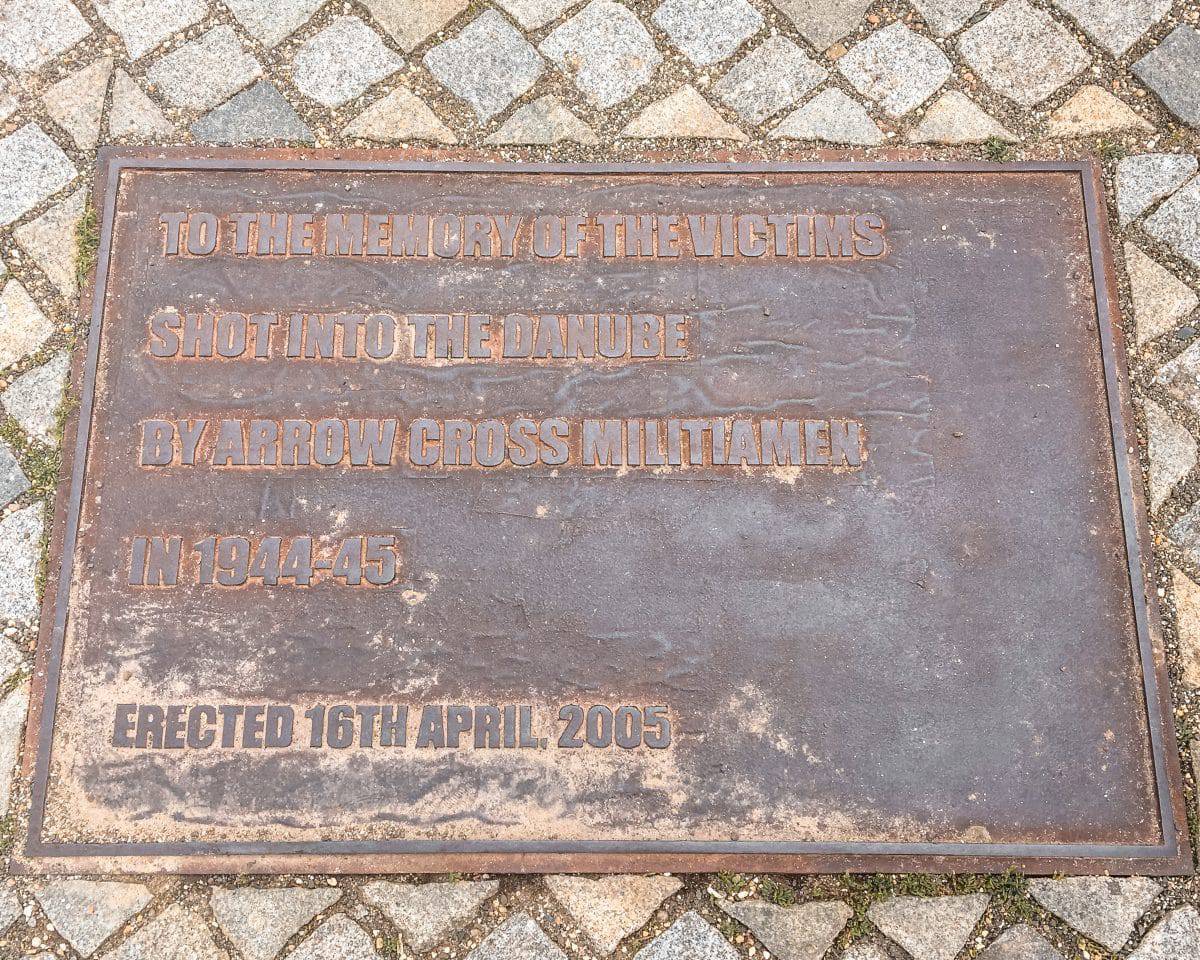 TO THE MEMORY OF THE VICTIMS
SHOT INTO THE DANUBE
BY ARROW CROSS MILITIAMEN
IN 1944-45
ERECTED 16TH APRIL, 2005